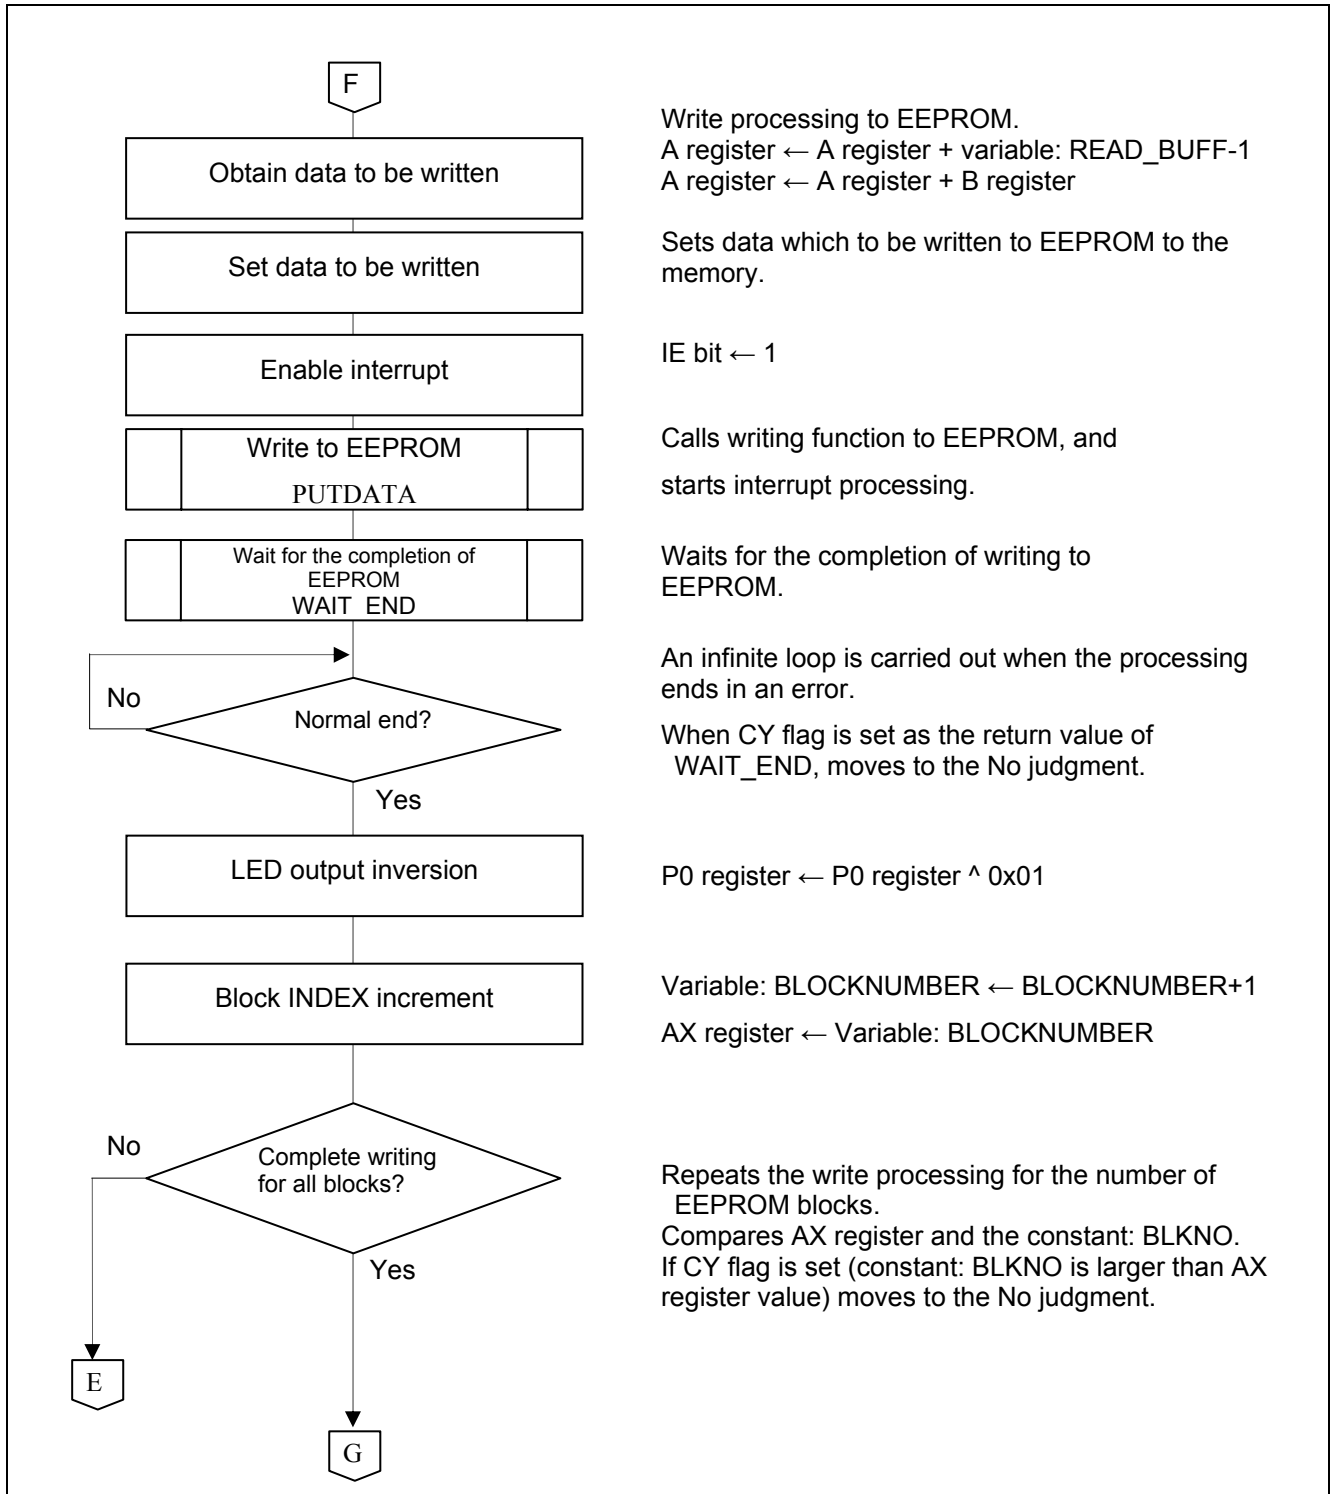 F
Obtain data to be written
Write processing to EEPROM.
A register ← A register + variable: READ_BUFF-1
A register ← A register + B register
Set data to be written
Sets data which to be written to EEPROM to the
memory.
Enable interrupt
IE bit ← 1
Write to EEPROM
PUTDATA
Calls writing function to EEPROM, and
starts interrupt processing.
Wait for the completion of
EEPROM
WAIT_END
Waits for the completion of writing to
EEPROM.
No
Normal end?
Yes
An infinite loop is carried out when the processing
ends in an error.
When CY flag is set as the return value of
WAIT_END, moves to the No judgment.
LED output inversion
P0 register ← P0 register ^ 0x01
Block INDEX increment
Variable: BLOCKNUMBER ← BLOCKNUMBER+1
AX register ← Variable: BLOCKNUMBER
No
Complete writing
for all blocks?
Yes
Repeats the write processing for the number of
EEPROM blocks.
Compares AX register and the constant: BLKNO.
If CY flag is set (constant: BLKNO is larger than AX
register value) moves to the No judgment.
E
G